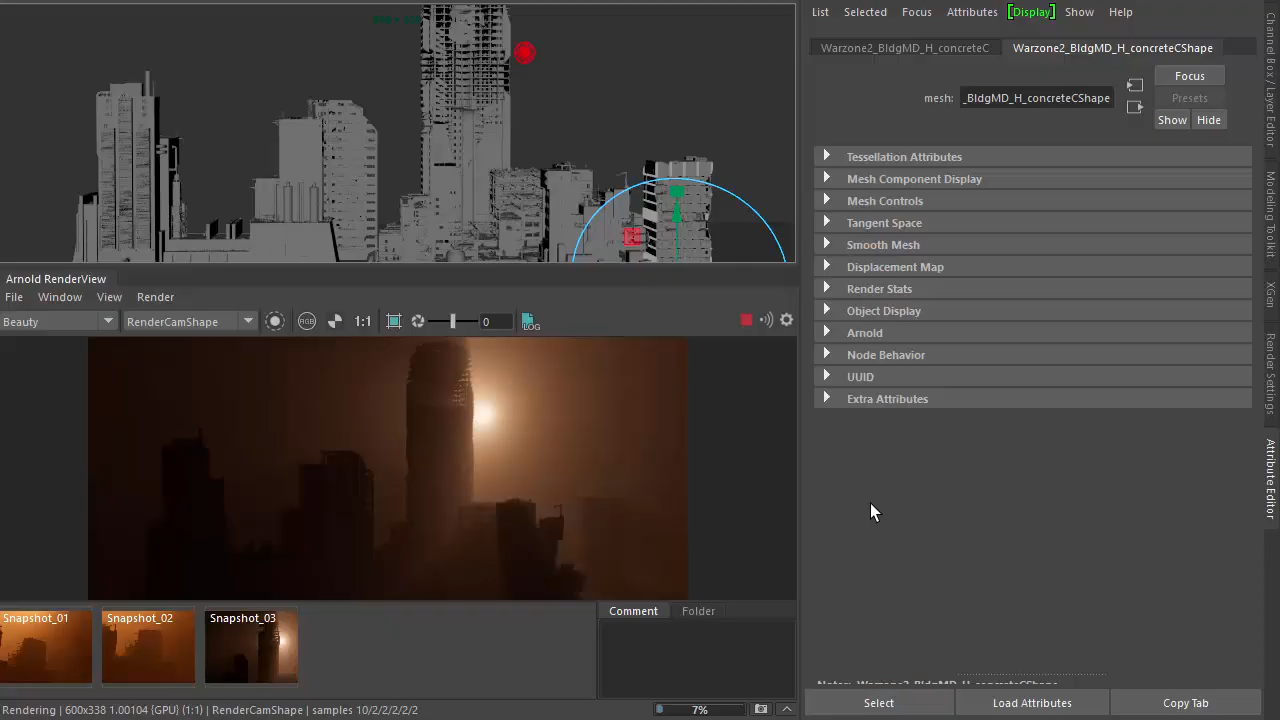 List Selected Focus Attributes [Display] Show Help
Warzone2_BldgMD_H_concreteC Warzone2_BldgMD_H_concreteCShape
mesh: _BldgMD_H_concreteCShape
Focus
Presets
Show Hide
Tessellation Attributes
Mesh Component Display
Mesh Controls
Tangent Space
Smooth Mesh
Displacement Map
Render Stats
Object Display
Arnold
Node Behavior
UUID
Extra Attributes
Notes: Warzone2_BldgMD_H_concreteCShape
Select Load Attributes Copy Tab
Channel Box / Layer Editor
Modeling Toolkit
XGen
Render Settings
Attribute Editor
Arnold RenderView
File Window View Render
Beauty RenderCamShape RGB 1:1 0 LOG
Snapshot_01 Snapshot_02 Snapshot_03
Comment Folder
Rendering | 600x338 1.00104 {GPU} (1:1) | RenderCamShape | samples 10/2/2/2/2/2 7%